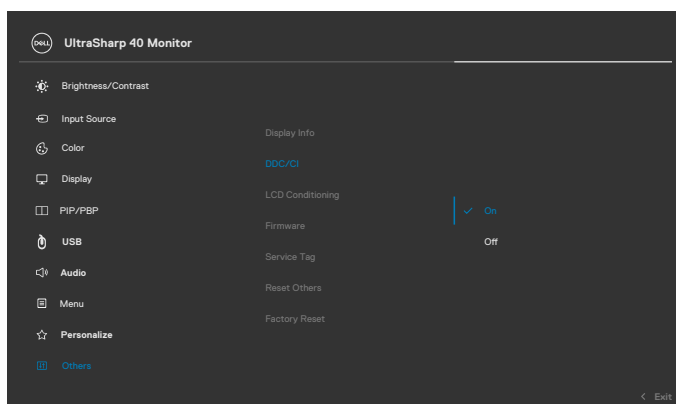 DELL
UltraSharp 40 Monitor
Brightness/Contrast
Input Source
Color
Display
PIP/PBP
USB
Audio
Menu
Personalize
Others
Display Info
DDC/CI
LCD Conditioning
Firmware
Service Tag
Reset Others
Factory Reset
On
Off
Exit